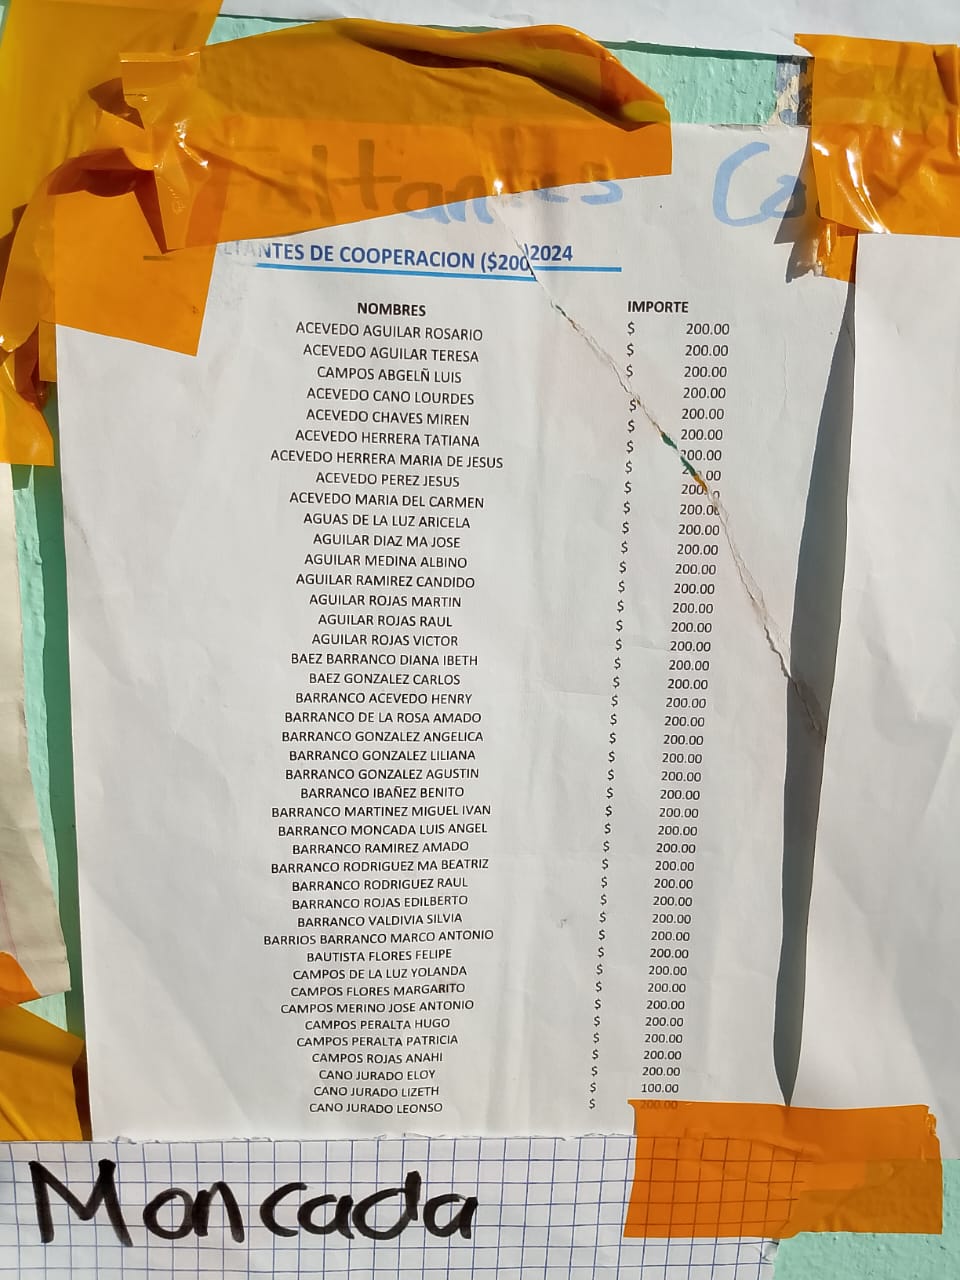 Faltantes Co
FALTANTES DE COOPERACION ($200)2024
NOMBRES IMPORTE
ACEVEDO AGUILAR ROSARIO $ 200.00
ACEVEDO AGUILAR TERESA $ 200.00
CAMPOS ABGELÑ LUIS $ 200.00
ACEVEDO CANO LOURDES $ 200.00
ACEVEDO CHAVES MIREN $ 200.00
ACEVEDO HERRERA TATIANA $ 200.00
ACEVEDO HERRERA MARIA DE JESUS $ 200.00
ACEVEDO PEREZ JESUS $ 200.00
ACEVEDO MARIA DEL CARMEN $ 200.00
AGUAS DE LA LUZ ARICELA $ 200.00
AGUILAR DIAZ MA JOSE $ 200.00
AGUILAR MEDINA ALBINO $ 200.00
AGUILAR RAMIREZ CANDIDO $ 200.00
AGUILAR ROJAS MARTIN $ 200.00
AGUILAR ROJAS RAUL $ 200.00
AGUILAR ROJAS VICTOR $ 200.00
BAEZ BARRANCO DIANA IBETH $ 200.00
BAEZ GONZALEZ CARLOS $ 200.00
BARRANCO ACEVEDO HENRY $ 200.00
BARRANCO DE LA ROSA AMADO $ 200.00
BARRANCO GONZALEZ ANGELICA $ 200.00
BARRANCO GONZALEZ LILIANA $ 200.00
BARRANCO GONZALEZ AGUSTIN $ 200.00
BARRANCO IBAÑEZ BENITO $ 200.00
BARRANCO MARTINEZ MIGUEL IVAN $ 200.00
BARRANCO MONCADA LUIS ANGEL $ 200.00
BARRANCO RAMIREZ AMADO $ 200.00
BARRANCO RODRIGUEZ MA BEATRIZ $ 200.00
BARRANCO RODRIGUEZ RAUL $ 200.00
BARRANCO ROJAS EDILBERTO $ 200.00
BARRANCO VALDIVIA SILVIA $ 200.00
BARRIOS BARRANCO MARCO ANTONIO $ 200.00
BAUTISTA FLORES FELIPE $ 200.00
CAMPOS DE LA LUZ YOLANDA $ 200.00
CAMPOS FLORES MARGARITO $ 200.00
CAMPOS MERINO JOSE ANTONIO $ 200.00
CAMPOS PERALTA HUGO $ 200.00
CAMPOS PERALTA PATRICIA $ 200.00
CAMPOS ROJAS ANAHI $ 200.00
CANO JURADO ELOY $ 200.00
CANO JURADO LIZETH $ 100.00
CANO JURADO LEONSO $ 200.00
Moncada